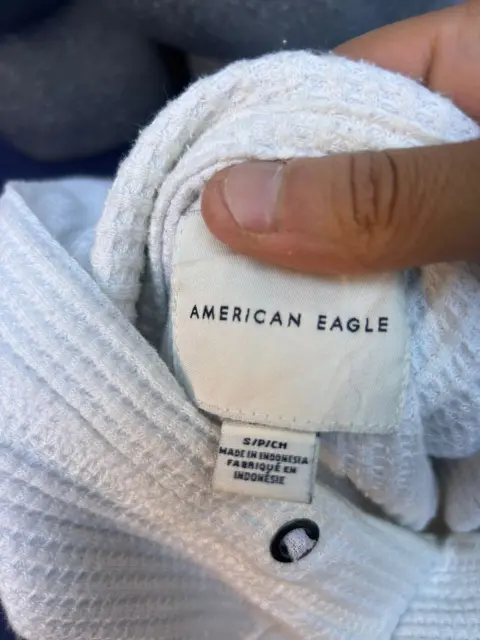 AMERICAN EAGLE
S/P/CH
MADE IN INDONESIA
FABRIQUÉ EN
INDONÉSIE